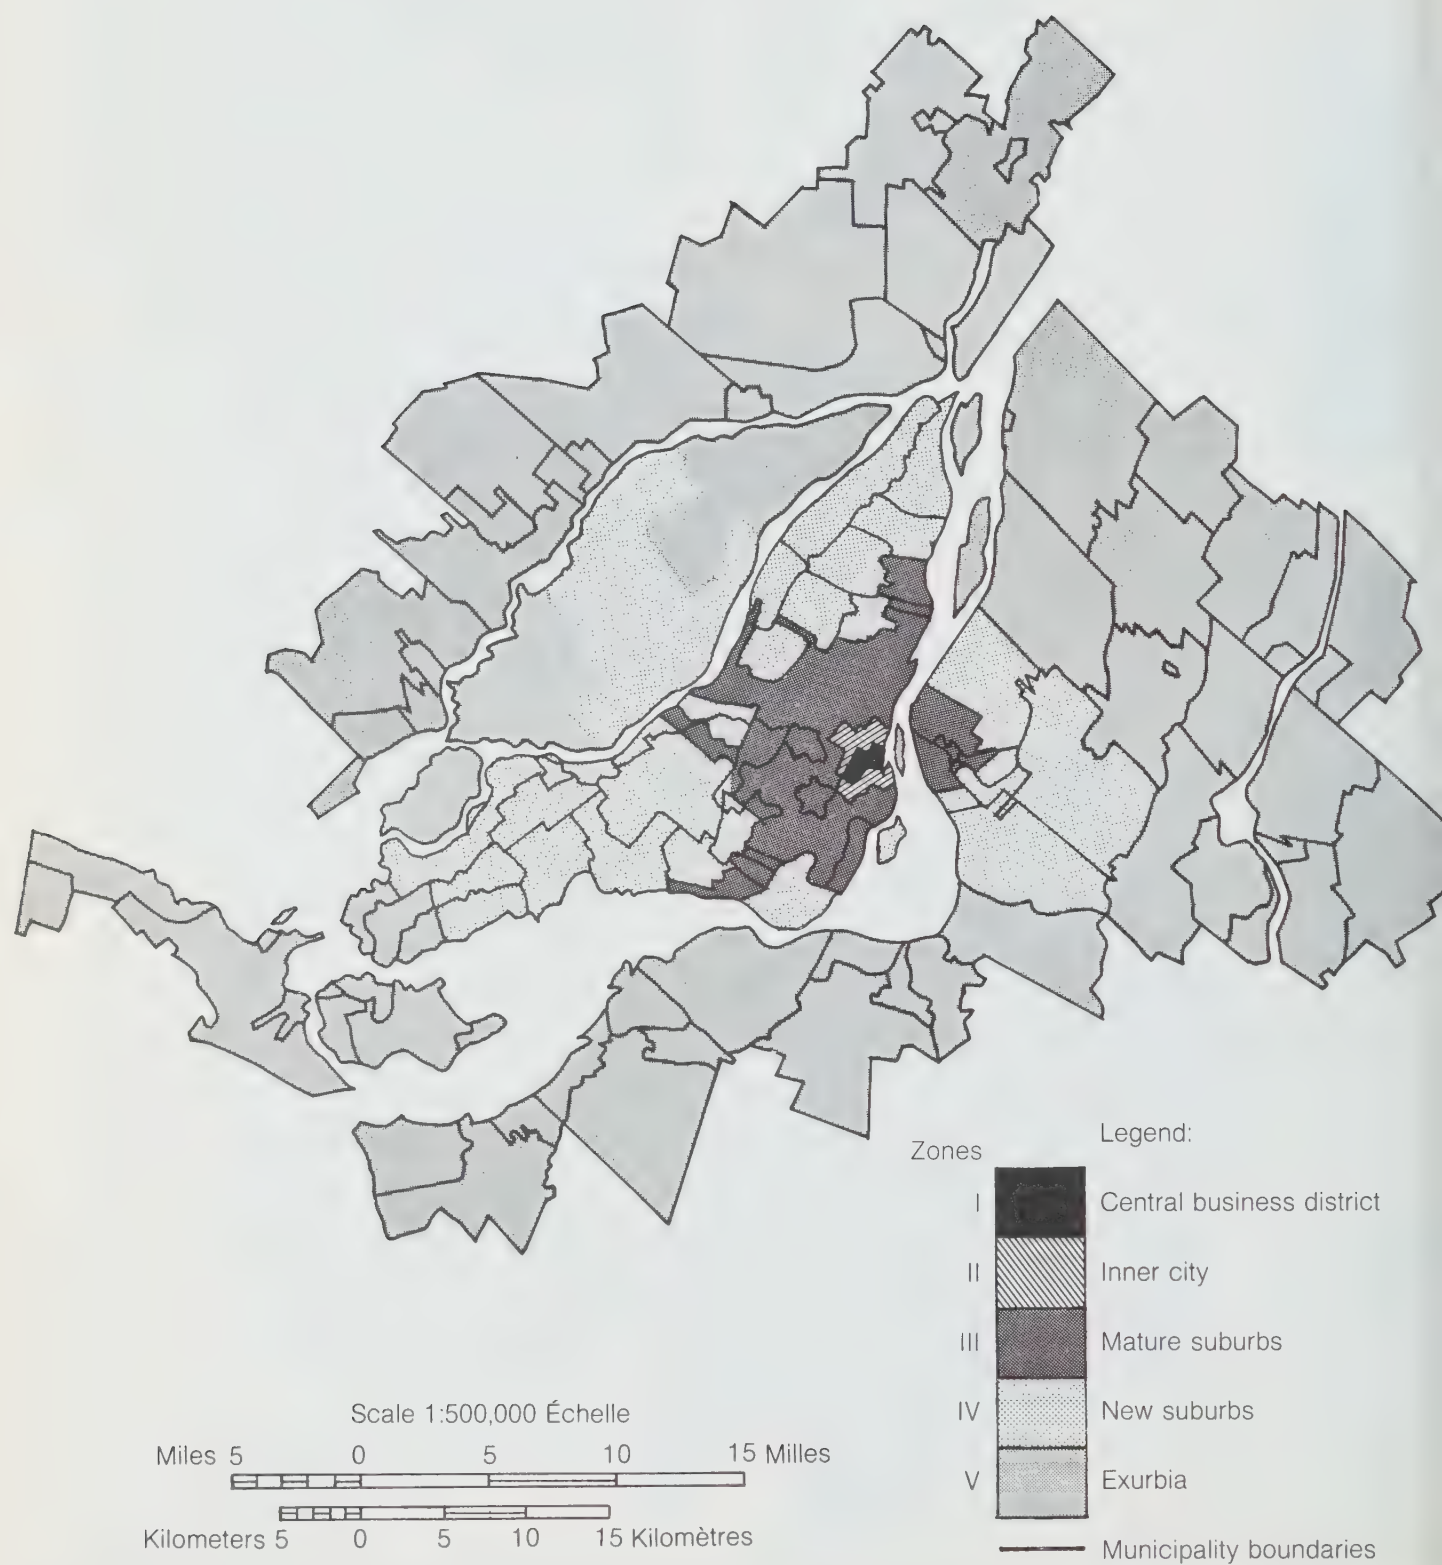 Legend:
Zones
I Central business district
II Inner city
III Mature suburbs
IV New suburbs
V Exurbia
Municipality boundaries
Scale 1:500,000 Échelle
Miles 5 0 5 10 15 Milles
Kilometers 5 0 5 10 15 Kilomètres